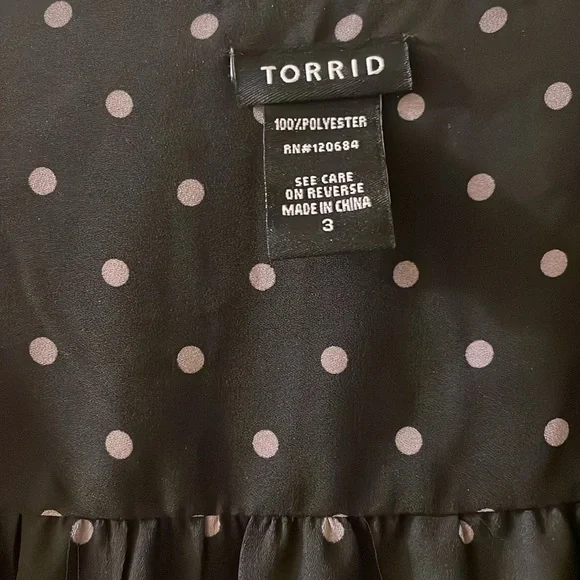 TORRID
100%POLYESTER
RN#120684
SEE CARE
ON REVERSE
MADE IN CHINA
3